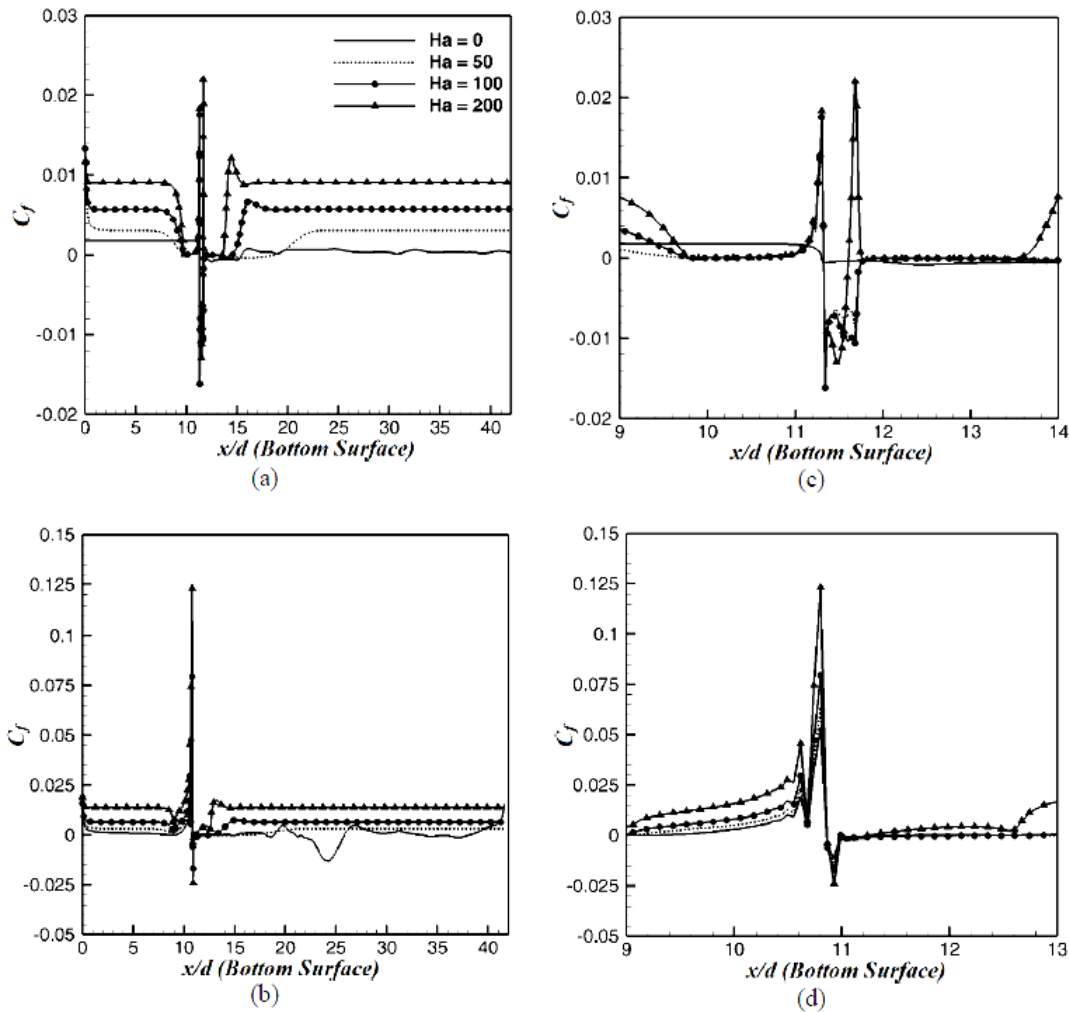 0.03
0.02
0.01
0
-0.01
-0.02
C_f
Ha = 0
Ha = 50
Ha = 100
Ha = 200
0 5 10 15 20 25 30 35 40
x/d (Bottom Surface)
(a)
0.03
0.02
0.01
0
-0.01
-0.02
C_f
9 10 11 12 13 14
x/d (Bottom Surface)
(c)
0.15
0.125
0.1
0.075
0.05
0.025
0
-0.025
-0.05
C_f
0 5 10 15 20 25 30 35 40
x/d (Bottom Surface)
(b)
0.15
0.125
0.1
0.075
0.05
0.025
0
-0.025
-0.05
C_f
9 10 11 12 13
x/d (Bottom Surface)
(d)